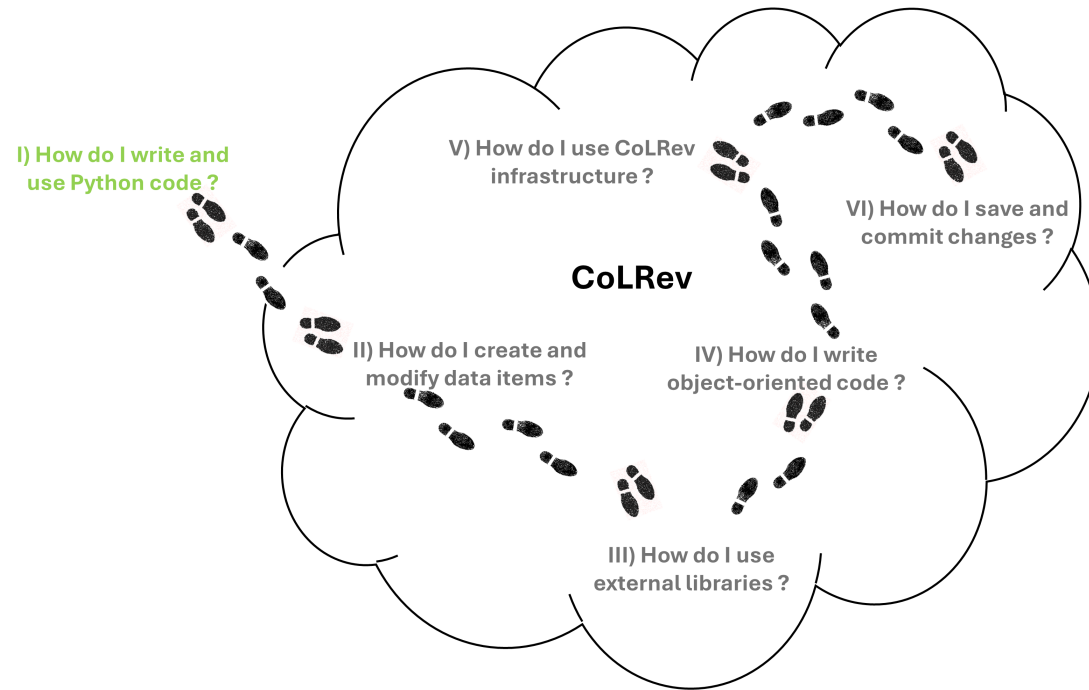 I) How do I write and
use Python code ?
V) How do I use CoLRev
infrastructure ?
VI) How do I save and
commit changes ?
CoLRev
II) How do I create and
modify data items ?
IV) How do I write
object-oriented code ?
III) How do I use
external libraries ?